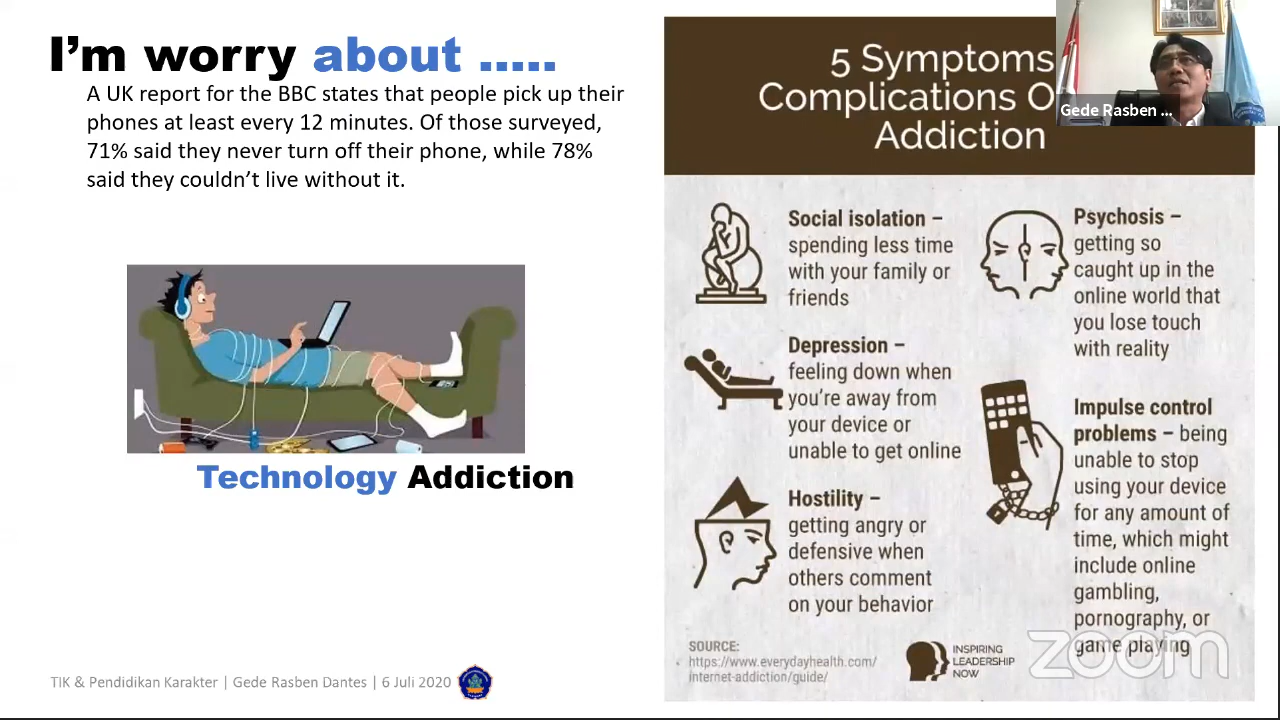 I'm worry about .....
A UK report for the BBC states that people pick up their
phones at least every 12 minutes. Of those surveyed,
71% said they never turn off their phone, while 78%
said they couldn't live without it.
Technology Addiction
TIK & Pendidikan Karakter | Gede Rasben Dantes | 6 Juli 2020
5 Symptoms
Complications O
Addiction
Social isolation –
spending less time
with your family or
friends
Depression –
feeling down when
you're away from
your device or
unable to get online
Hostility –
getting angry or
defensive when
others comment
on your behavior
Psychosis –
getting so
caught up in the
online world that
you lose touch
with reality
Impulse control
problems – being
unable to stop
using your device
for any amount of
time, which might
include online
gambling,
pornography, or
game playing
SOURCE:
https://www.everydayhealth.com/
internet-addiction/guide/
INSPIRING
LEADERSHIP
NOW
Gede Rasben ...
zoom